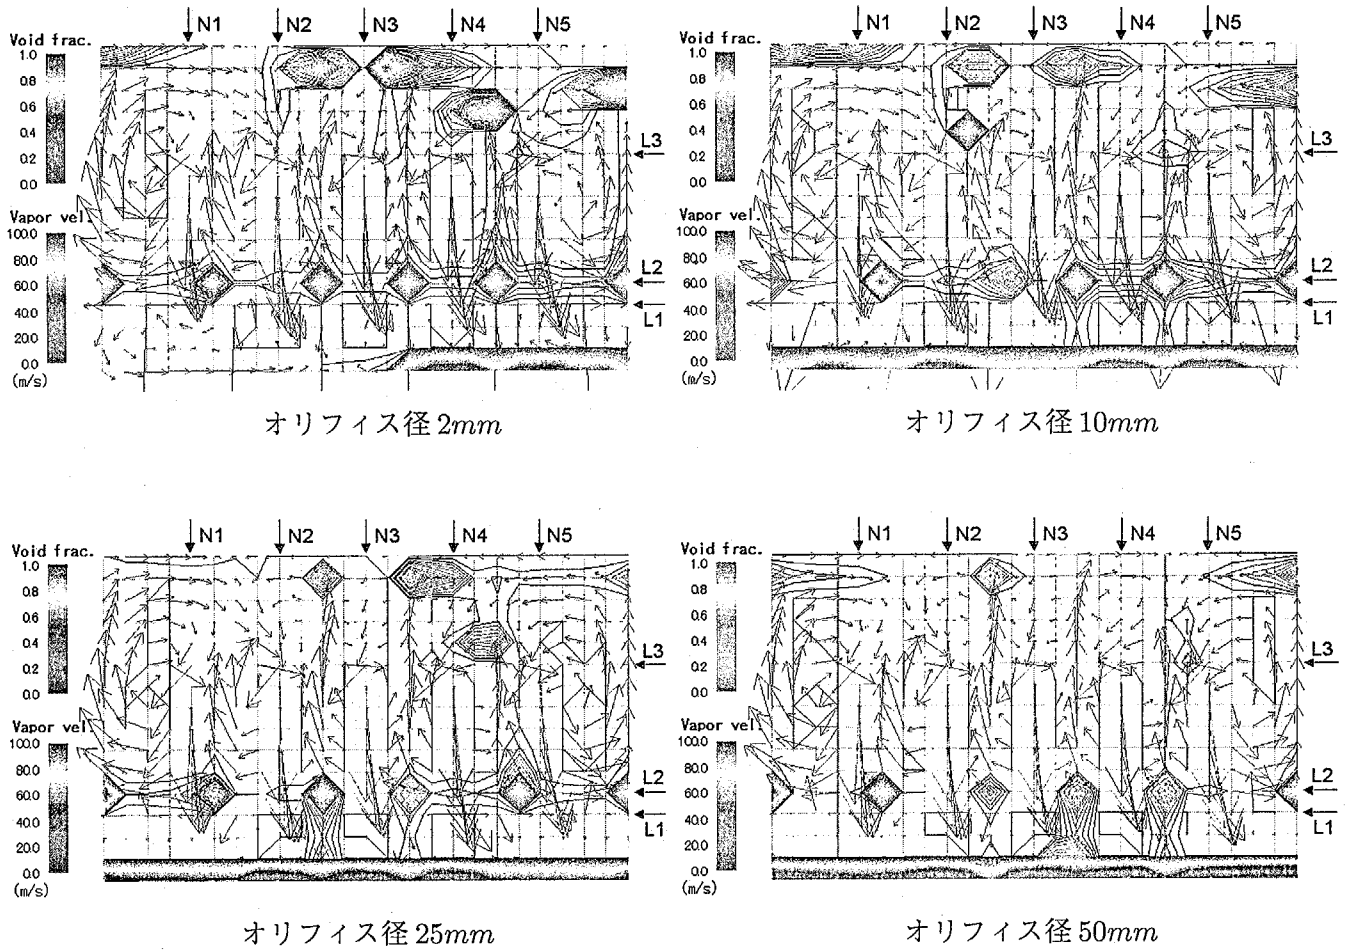 N1 N2 N3 N4 N5
Void frac.
1.0
0.8
0.6
0.4
0.2
0.0
Vapor vel.
100.0
80.0
60.0
40.0
20.0
0.0
(m/s)
L3
L2
L1
オリフィス径 2mm
N1 N2 N3 N4 N5
Void frac.
1.0
0.8
0.6
0.4
0.2
0.0
Vapor vel.
100.0
80.0
60.0
40.0
20.0
0.0
(m/s)
L3
L2
L1
オリフィス径 10mm
N1 N2 N3 N4 N5
Void frac.
1.0
0.8
0.6
0.4
0.2
0.0
Vapor vel.
100.0
80.0
60.0
40.0
20.0
0.0
(m/s)
L3
L2
L1
オリフィス径 25mm
N1 N2 N3 N4 N5
Void frac.
1.0
0.8
0.6
0.4
0.2
0.0
Vapor vel.
100.0
80.0
60.0
40.0
20.0
0.0
(m/s)
L3
L2
L1
オリフィス径 50mm